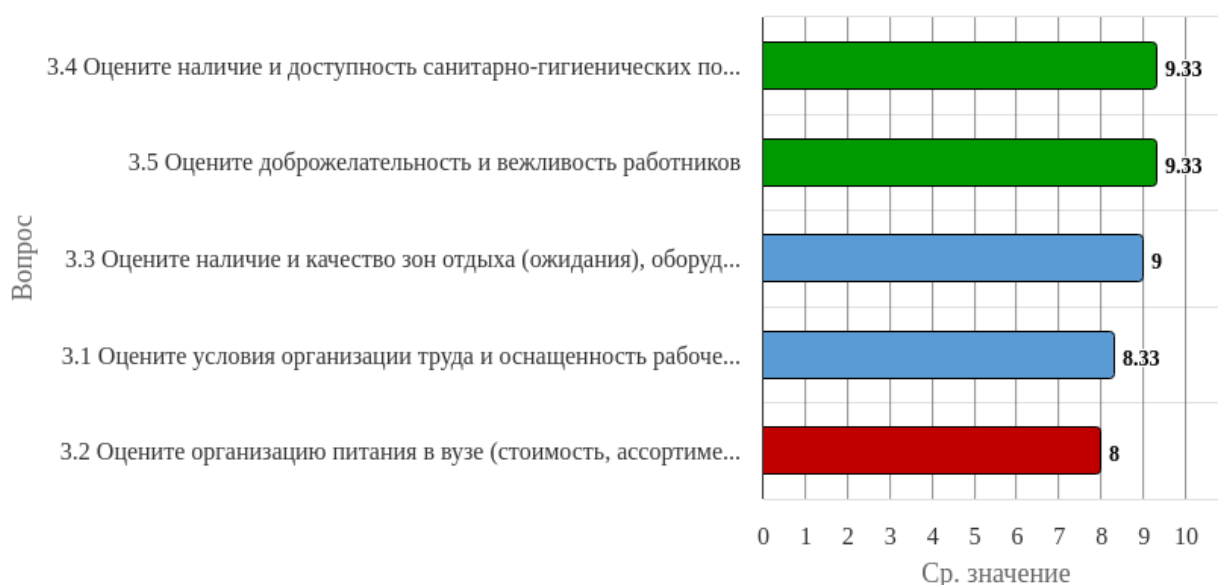 3.4 Оцените наличие и доступность санитарно-гигиенических по...
9.33
3.5 Оцените доброжелательность и вежливость работников
9.33
3.3 Оцените наличие и качество зон отдыха (ожидания), оборуд...
9
3.1 Оцените условия организации труда и оснащенность рабоче...
8.33
3.2 Оцените организацию питания в вузе (стоимость, ассортиме...
8
Вопрос
0 1 2 3 4 5 6 7 8 9 10
Ср. значение